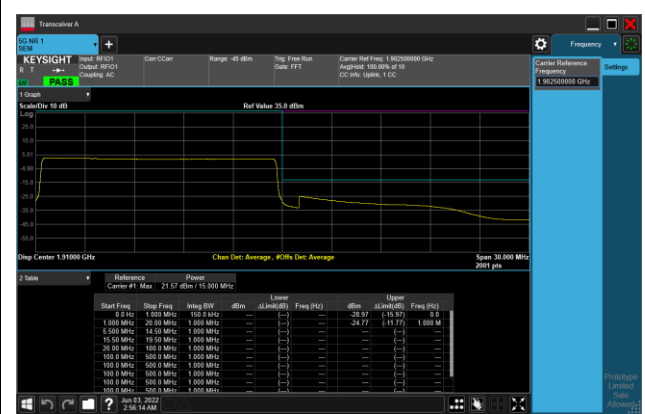 Transceiver A
5G NR 1
SEM
Frequency
KEYSIGHT
R T
PASS
Input: RFIO1
Output: RFIO1
Coupling: AC
Corr CCorr
Range: -45 dBm
Trig: Free Run
Gate: FFT
Carrier Ref Freq: 1.902500000 GHz
Avg|Hold: 100.00% of 10
CC Info: Uplink, 1 CC
Carrier Reference
Frequency
1.902500000 GHz
Settings
1 Graph
Scale/Div 10 dB
Ref Value 35.0 dBm
Log
25.0
15.0
5.01
-4.99
-15.0
-25.0
-35.0
-45.0
-55.0
Disp Center 1.91000 GHz
Chan Det: Average , #Offs Det: Average
Span 30.000 MHz
2001 pts
2 Table
Reference Power
Carrier #1: Max 21.57 dBm / 15.000 MHz
Lower Upper
Start Freq Stop Freq Integ BW dBm ΔLimit(dB) Freq (Hz) dBm ΔLimit(dB) Freq (Hz)
0.0 Hz 1.000 MHz 150.0 kHz --- (---) --- -28.97 (-15.97) 0.0
1.000 MHz 20.00 MHz 1.000 MHz --- (---) --- -24.77 (-11.77) 1.000 M
5.500 MHz 14.50 MHz 1.000 MHz --- (---) --- --- (---) ---
15.50 MHz 19.50 MHz 1.000 MHz --- (---) --- --- (---) ---
20.00 MHz 100.0 MHz 1.000 MHz --- (---) --- --- (---) ---
100.0 MHz 500.0 MHz 1.000 MHz --- (---) --- --- (---) ---
100.0 MHz 500.0 MHz 1.000 MHz --- (---) --- --- (---) ---
100.0 MHz 500.0 MHz 1.000 MHz --- (---) --- --- (---) ---
100.0 MHz 500.0 MHz 1.000 MHz --- (---) --- --- (---) ---
Prototype
Limited
Sale
Allowed
?
Jun 03, 2022
2:56:14 AM